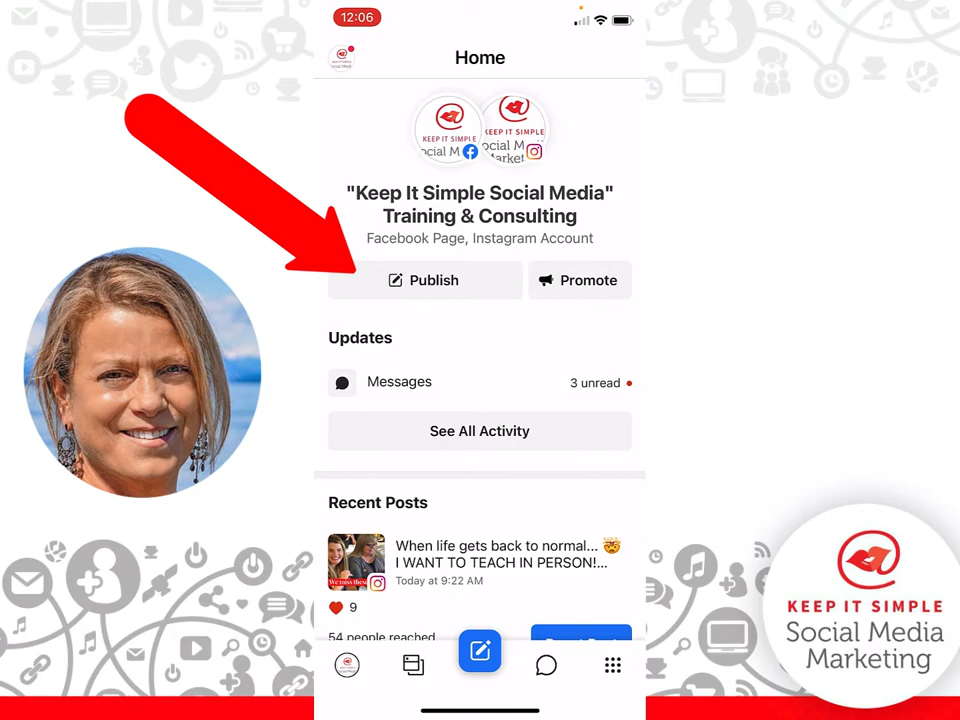 12:06
Home
KEEP IT SIMPLE
KEEP IT SIMPLE
"Keep It Simple Social Media"
Training & Consulting
Facebook Page, Instagram Account
Publish
Promote
Updates
Messages
3 unread
See All Activity
Recent Posts
When life gets back to normal... 🤯
I WANT TO TEACH IN PERSON!...
Today at 9:22 AM
We miss these
9
54 people reached
KEEP IT SIMPLE
Social Media
Marketing